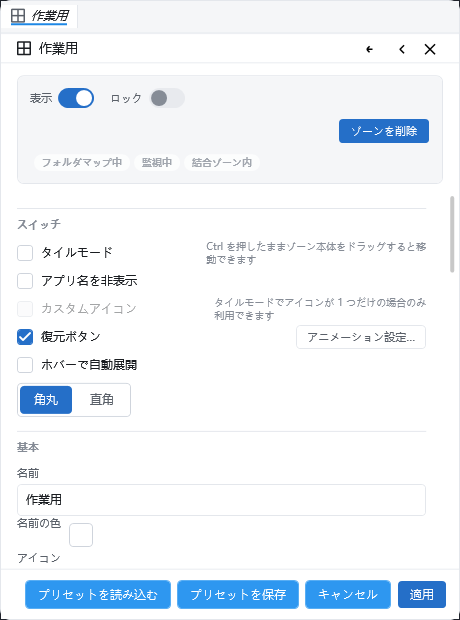 作業用
作業用
表示
ロック
ゾーンを削除
フォルダマップ中
監視中
結合ゾーン内
スイッチ
タイルモード
Ctrl を押したままゾーン本体をドラッグすると移
動できます
アプリ名を非表示
カスタムアイコン
タイルモードでアイコンが 1 つだけの場合のみ
利用できます
復元ボタン
アニメーション設定...
ホバーで自動展開
角丸
直角
基本
名前
作業用
名前の色
アイコン
プリセットを読み込む
プリセットを保存
キャンセル
適用